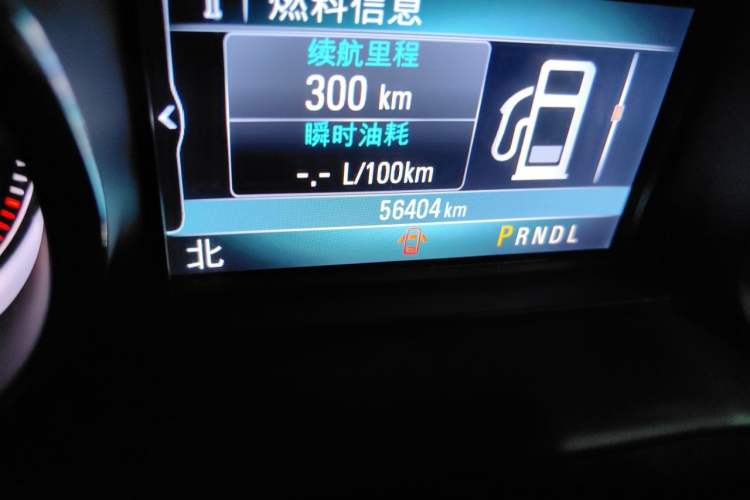 燃料信息
续航里程
300 km
瞬时油耗
-.- L/100km
56404 km
北
PRNDL